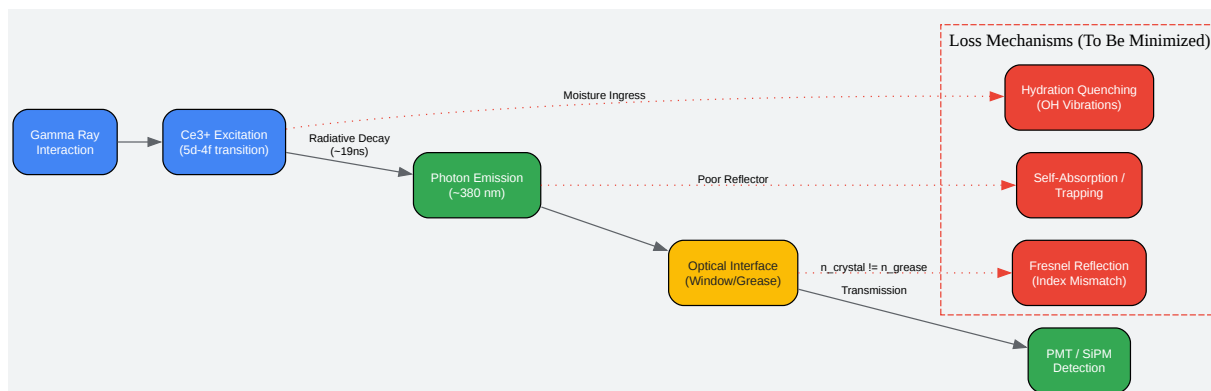 Loss Mechanisms (To Be Minimized)
Hydration Quenching
(OH Vibrations)
Moisture Ingress
Gamma Ray
Interaction
Ce3+ Excitation
(5d-4f transition)
Radiative Decay
(~19ns)
Photon Emission
(~380 nm)
Poor Reflector
Self-Absorption /
Trapping
Optical Interface
(Window/Grease)
n_crystal != n_grease
Fresnel Reflection
(Index Mismatch)
Transmission
PMT / SiPM
Detection